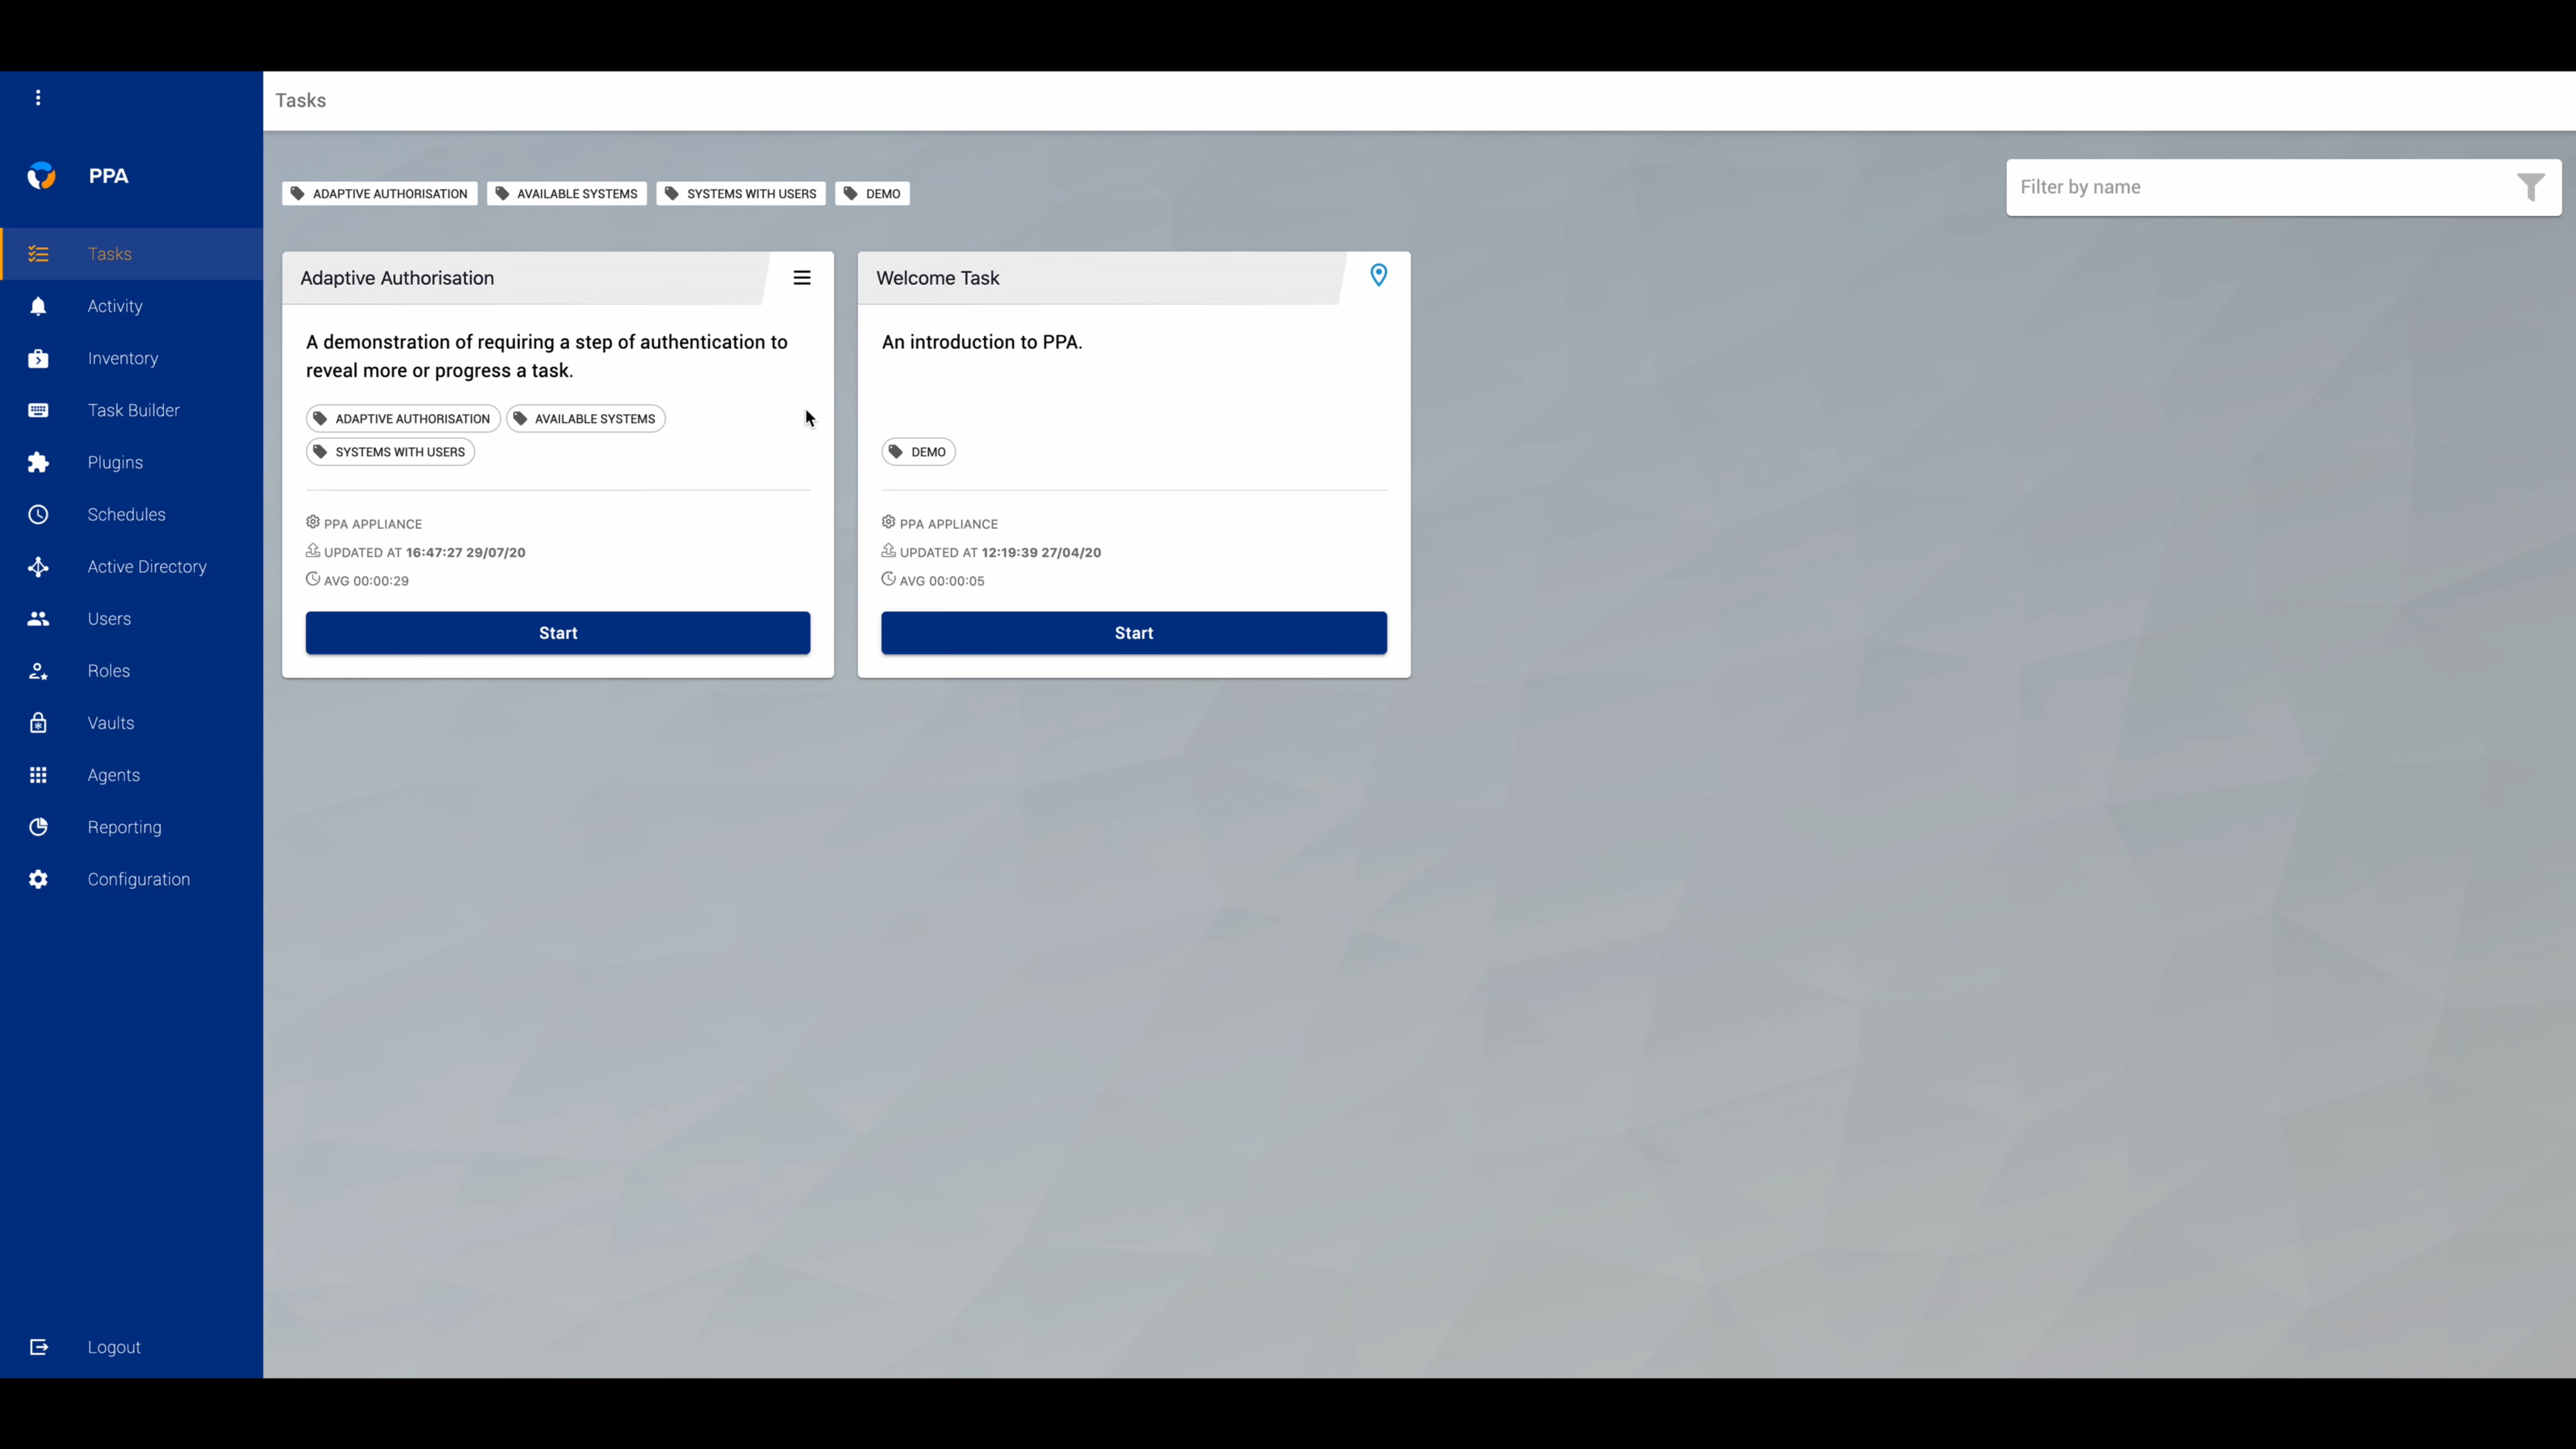 Tasks
PPA
Tasks
Activity
Inventory
Task Builder
Plugins
Schedules
Active Directory
Users
Roles
Vaults
Agents
Reporting
Configuration
Logout
ADAPTIVE AUTHORISATION AVAILABLE SYSTEMS SYSTEMS WITH USERS DEMO
Filter by name
Adaptive Authorisation
A demonstration of requiring a step of authentication to
reveal more or progress a task.
ADAPTIVE AUTHORISATION AVAILABLE SYSTEMS
SYSTEMS WITH USERS
PPA APPLIANCE
UPDATED AT 16:47:27 29/07/20
AVG 00:00:29
Start
Welcome Task
An introduction to PPA.
DEMO
PPA APPLIANCE
UPDATED AT 12:19:39 27/04/20
AVG 00:00:05
Start